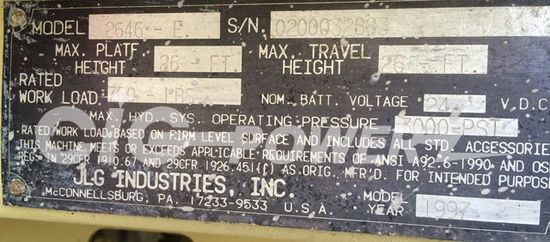 MODEL 2646-E S/N 0200032883
MAX. PLATF HEIGHT 26-FT. MAX. TRAVEL HEIGHT 26-FT.
RATED WORK LOAD LBS. NOM. BATT. VOLTAGE 24 V.D.C
MAX. HYD. SYS. OPERATING PRESSURE 3000-PSI
RATED WORK LOAD BASED ON FIRM LEVEL SURFACE AND INCLUDES ALL STD. ACCESSORIE
THIS MACHINE MEETS OR EXCEEDS APPLICABLE REQUIREMENTS OF ANSI A92-6-1990 AND OS
REG. IN 29CFR 1910.67 AND 29CFR 1926.451(f) AS ORIG. MFR'D. FOR INTENDED PURPOS
JLG INDUSTRIES, INC.
McCONNELLSBURG, PA. 17233-9533 U.S.A. MODEL YEAR 1997